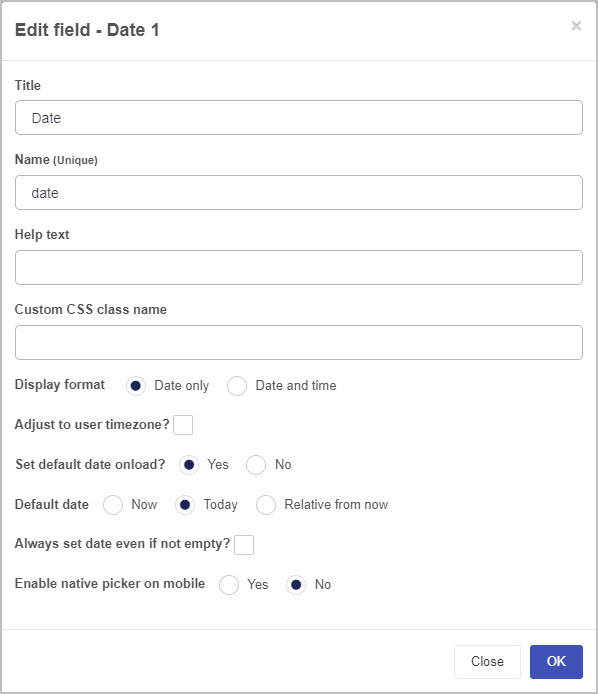 Edit field - Date 1
×
Title
Date
Name (Unique)
date
Help text
Custom CSS class name
Display format Date only Date and time
Adjust to user timezone?
Set default date onload? Yes No
Default date Now Today Relative from now
Always set date even if not empty?
Enable native picker on mobile Yes No
Close OK